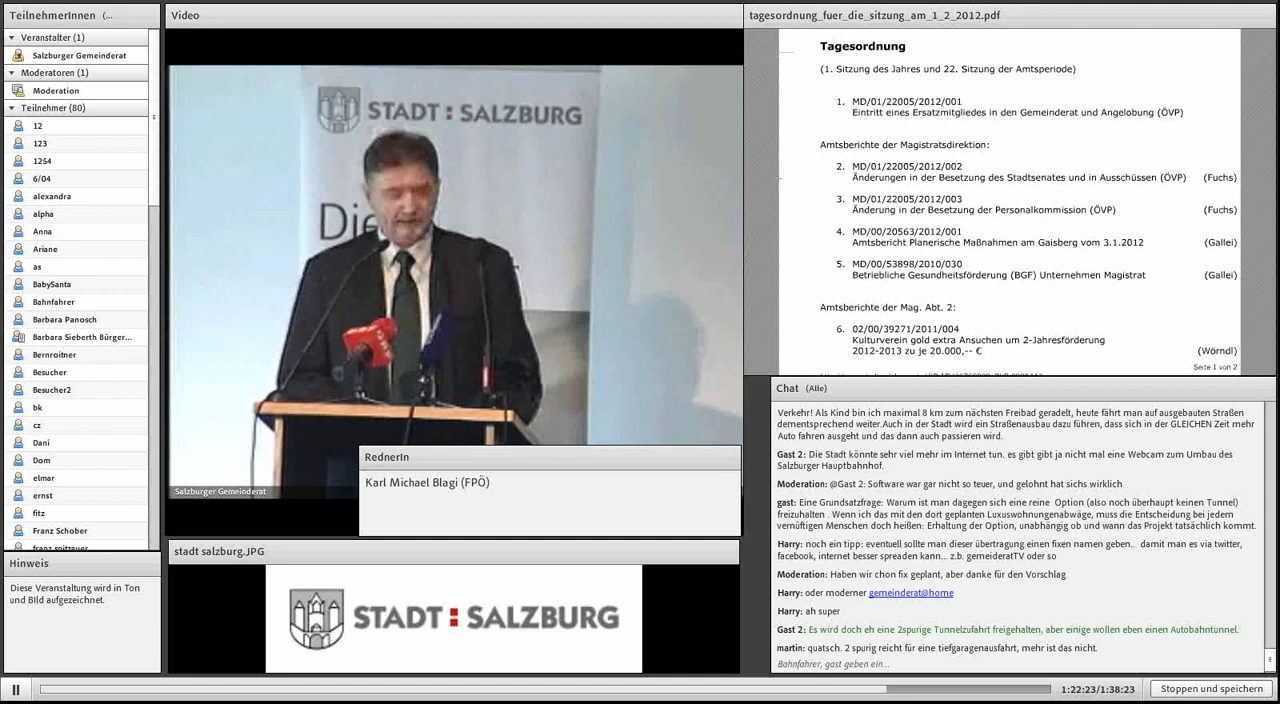 TeilnehmerInnen (...
Veranstalter (1)
Salzburger Gemeinderat
Moderatoren (1)
Moderation
Teilnehmer (80)
12
123
1254
6/04
alexandra
alpha
Anna
Ariane
as
BabySanta
Bahnfahrer
Barbara Panosch
Barbara Sieberth Bürger...
Bernroitner
Besucher
Besucher2
bk
cz
Dani
Dom
elmar
ernst
fitz
Franz Schober
franz spitzauer
Hinweis
Diese Veranstaltung wird in Ton
und BIld aufgezeichnet.
Video
STADT : SALZBURG
Die
Salzburger Gemeinderat
RednerIn
Karl Michael Blagi (FPÖ)
stadt salzburg.JPG
STADT : SALZBURG
tagesordnung_fuer_die_sitzung_am_1_2_2012.pdf
Tagesordnung
(1. Sitzung des Jahres und 22. Sitzung der Amtsperiode)
1. MD/01/22005/2012/001
Eintritt eines Ersatzmitgliedes in den Gemeinderat und Angelobung (ÖVP)
Amtsberichte der Magistratsdirektion:
2. MD/01/22005/2012/002
Änderungen in der Besetzung des Stadtsenates und in Ausschüssen (ÖVP) (Fuchs)
3. MD/01/22005/2012/003
Änderung in der Besetzung der Personalkommission (ÖVP) (Fuchs)
4. MD/00/20563/2012/001
Amtsbericht Planerische Maßnahmen am Gaisberg vom 3.1.2012 (Gallei)
5. MD/00/53898/2010/030
Betriebliche Gesundheitsförderung (BGF) Unternehmen Magistrat (Gallei)
Amtsberichte der Mag. Abt. 2:
6. 02/00/39271/2011/004
Kulturverein gold extra Ansuchen um 2-Jahresförderung
2012-2013 zu je 20.000,-- € (Wörndl)
Seite 1 von 2
Chat (Alle)
Verkehr! Als Kind bin ich maximal 8 km zum nächsten Freibad geradelt, heute fährt man auf ausgebauten Straßen
dementsprechend weiter.Auch in der Stadt wird ein Straßenausbau dazu führen, dass sich in der GLEICHEN Zeit mehr
Auto fahren ausgeht und das dann auch passieren wird.
Gast 2: Die Stadt könnte sehr viel mehr im Internet tun. es gibt gibt ja nicht mal eine Webcam zum Umbau des
Salzburger Hauptbahnhof.
Moderation: @Gast 2: Software war gar nicht so teuer, und gelohnt hat sichs wirklich
gast: Eine Grundsatzfrage: Warum ist man dagegen sich eine reine Option (also noch überhaupt keinen Tunnel)
freizuhalten . Wenn ich das mit den dort geplanten Luxuswohnungenabwäge, muss die Entscheidung bei jedem
vernüftigen Menschen doch heißen: Erhaltung der Option, unabhängig ob und wann das Projekt tatsächlich kommt.
Harry: noch ein tipp: eventuell sollte man dieser übertragung einen fixen namen geben.. damit man es via twitter,
facebook, internet besser spreaden kann... z.b. gemeideratTV oder so
Moderation: Haben wir chon fix geplant, aber danke für den Vorschlag
Harry: oder moderner gemeinderat@home
Harry: ah super
Gast 2: Es wird doch eh eine 2spurige Tunnelzufahrt freigehalten, aber einige wollen eben einen Autobahntunnel.
martin: quatsch. 2 spurig reicht für eine tiefgaragenausfahrt, mehr ist das nicht.
Bahnfahrer, gast geben ein...
1:22:23/1:38:23
Stoppen und speichern